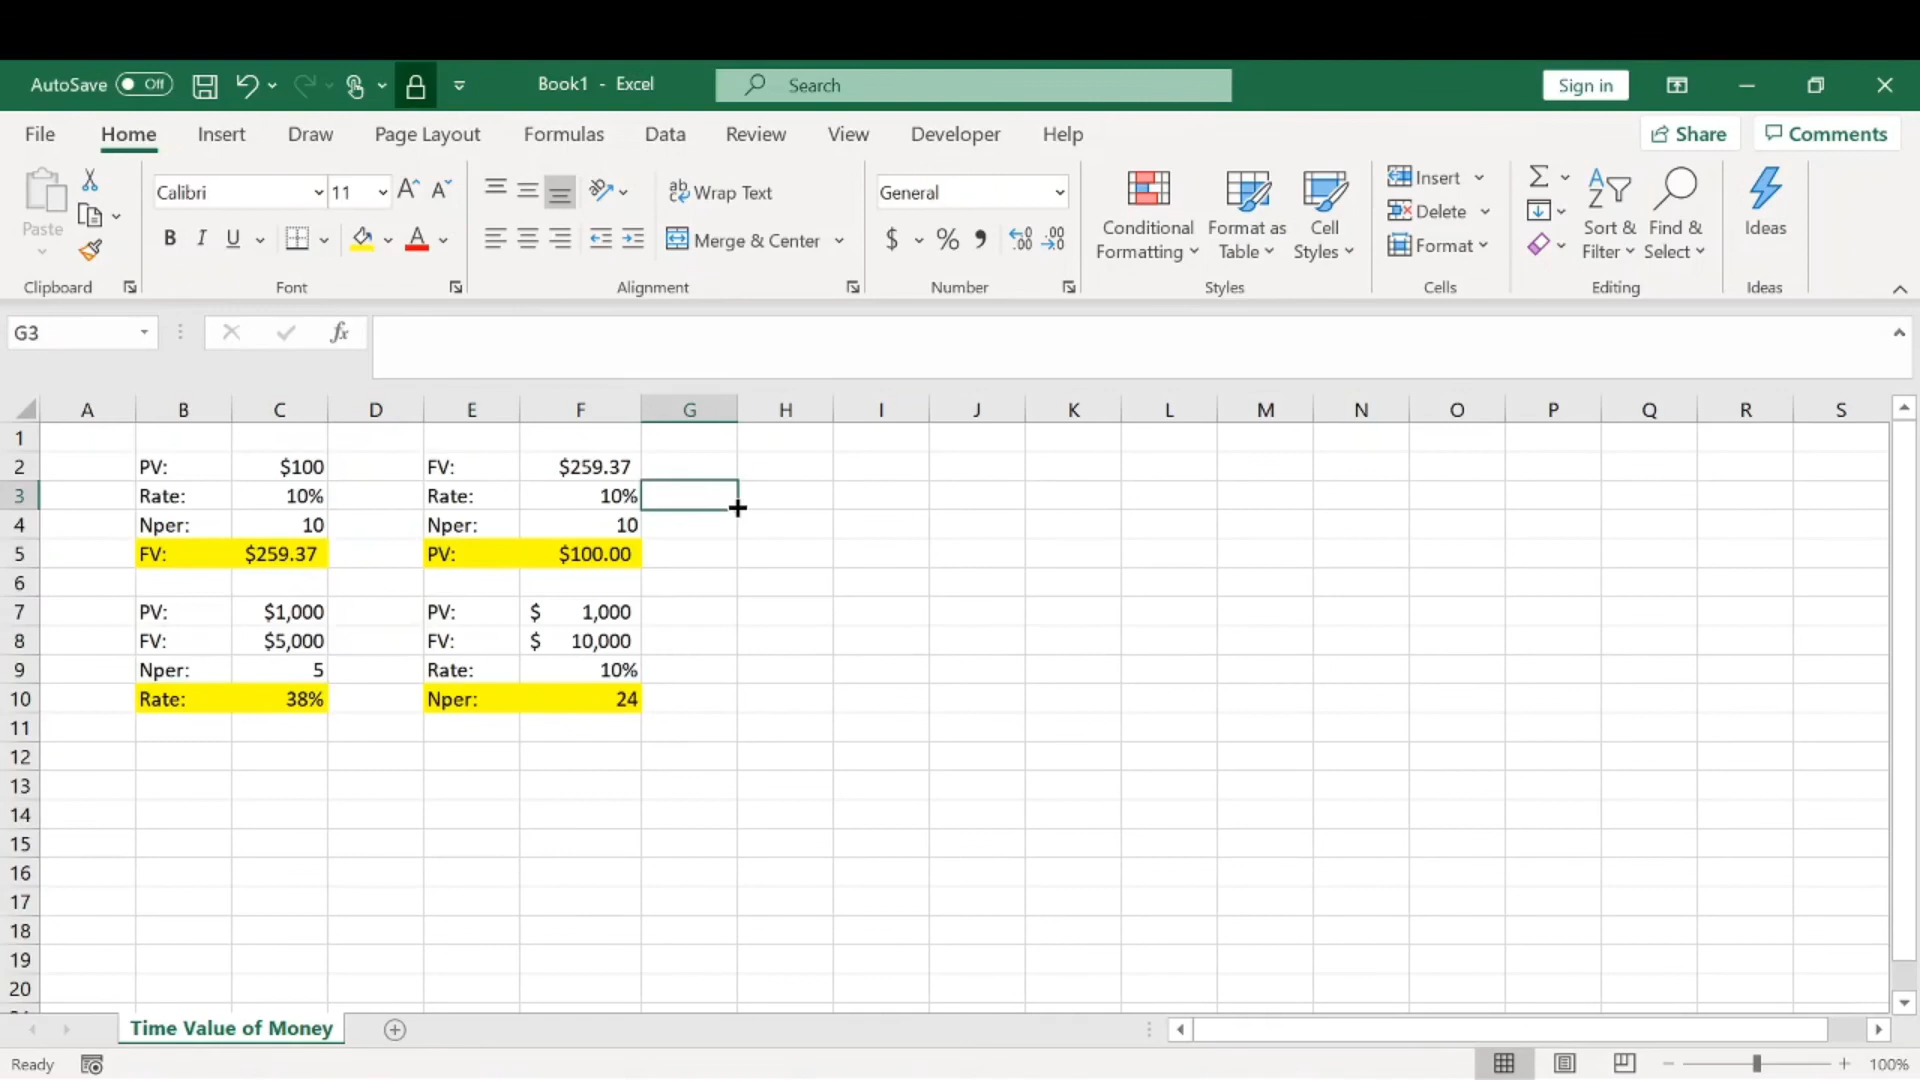 AutoSave Off Book1 - Excel Search Sign in
File Home Insert Draw Page Layout Formulas Data Review View Developer Help Share Comments
Paste
Clipboard
Calibri 11
B I U
Font
Wrap Text
Merge & Center
Alignment
General
$ % 9
Number
Conditional Formatting
Format as Table
Cell Styles
Styles
Insert
Delete
Format
Cells
Sort & Filter
Find & Select
Editing
Ideas
Ideas
G3 fx
A B C D E F G H I J K L M N O P Q R S
1
2 PV: $100 FV: $259.37
3 Rate: 10% Rate: 10%
4 Nper: 10 Nper: 10
5 FV: $259.37 PV: $100.00
6
7 PV: $1,000 PV: $ 1,000
8 FV: $5,000 FV: $ 10,000
9 Nper: 5 Rate: 10%
10 Rate: 38% Nper: 24
11
12
13
14
15
16
17
18
19
20
Time Value of Money
Ready 100%